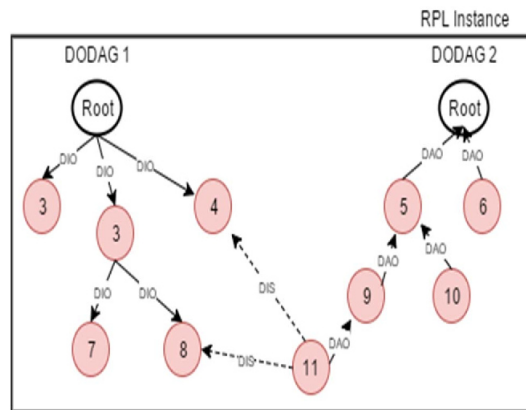 RPL Instance
DODAG 1 DODAG 2
Root Root
DIO DIO DIO DAO DAO
3 4 5 6
3
DIO DIO DIS DAO DAO
9 10
7 8 DIS 11 DAO